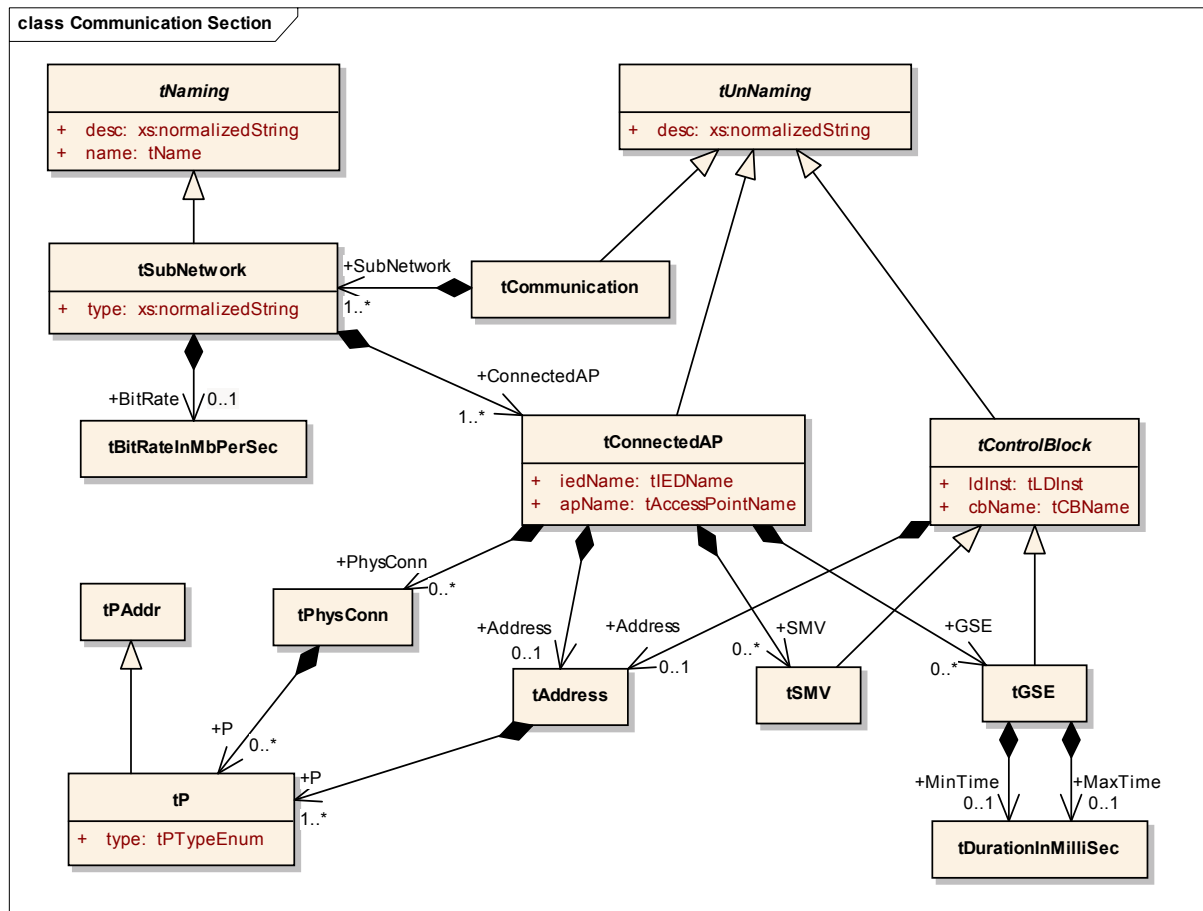 class Communication Section
tNaming
+ desc: xs:normalizedString
+ name: tName
tUnNaming
+ desc: xs:normalizedString
tSubNetwork
+ type: xs:normalizedString
+SubNetwork
1..*
tCommunication
+BitRate
0..1
tBitRateInMbPerSec
+ConnectedAP
1..*
tConnectedAP
+ iedName: tIEDName
+ apName: tAccessPointName
tControlBlock
+ ldInst: tLDInst
+ cbName: tCBName
+PhysConn
0..*
tPAddr
tPhysConn
+Address
0..1
+Address
0..1
+SMV
0..*
+GSE
0..*
tAddress
tSMV
tGSE
+P
0..*
+P
1..*
tP
+ type: tPTypeEnum
+MinTime
0..1
+MaxTime
0..1
tDurationInMilliSec